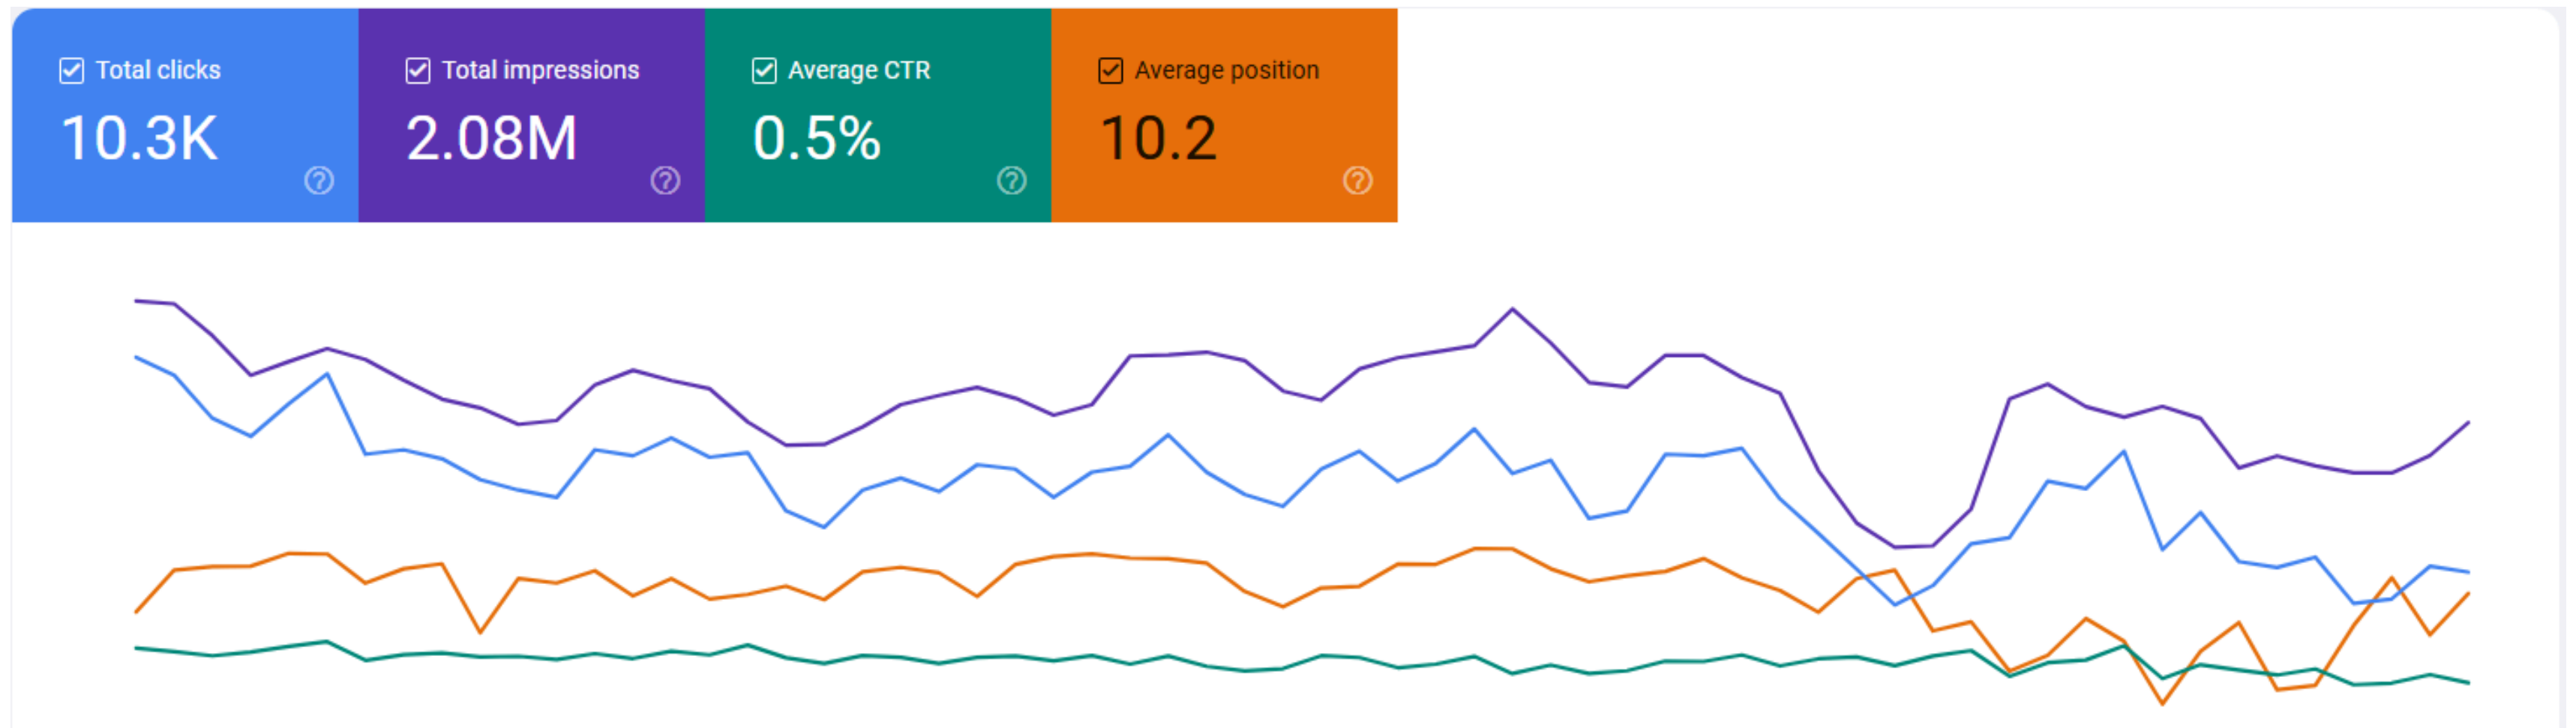 Total clicks
10.3K
Total impressions
2.08M
Average CTR
0.5%
Average position
10.2